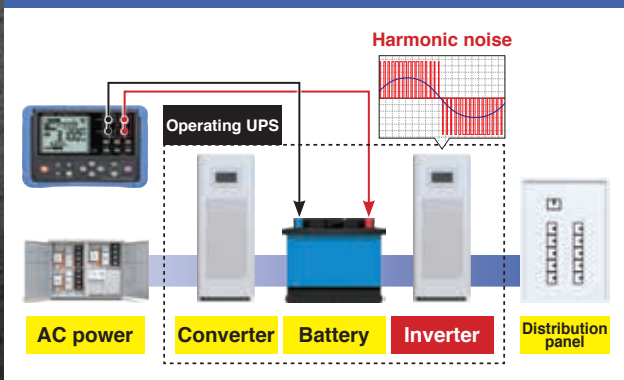 Harmonic noise
Operating UPS
AC power
Converter
Battery
Inverter
Distribution
panel